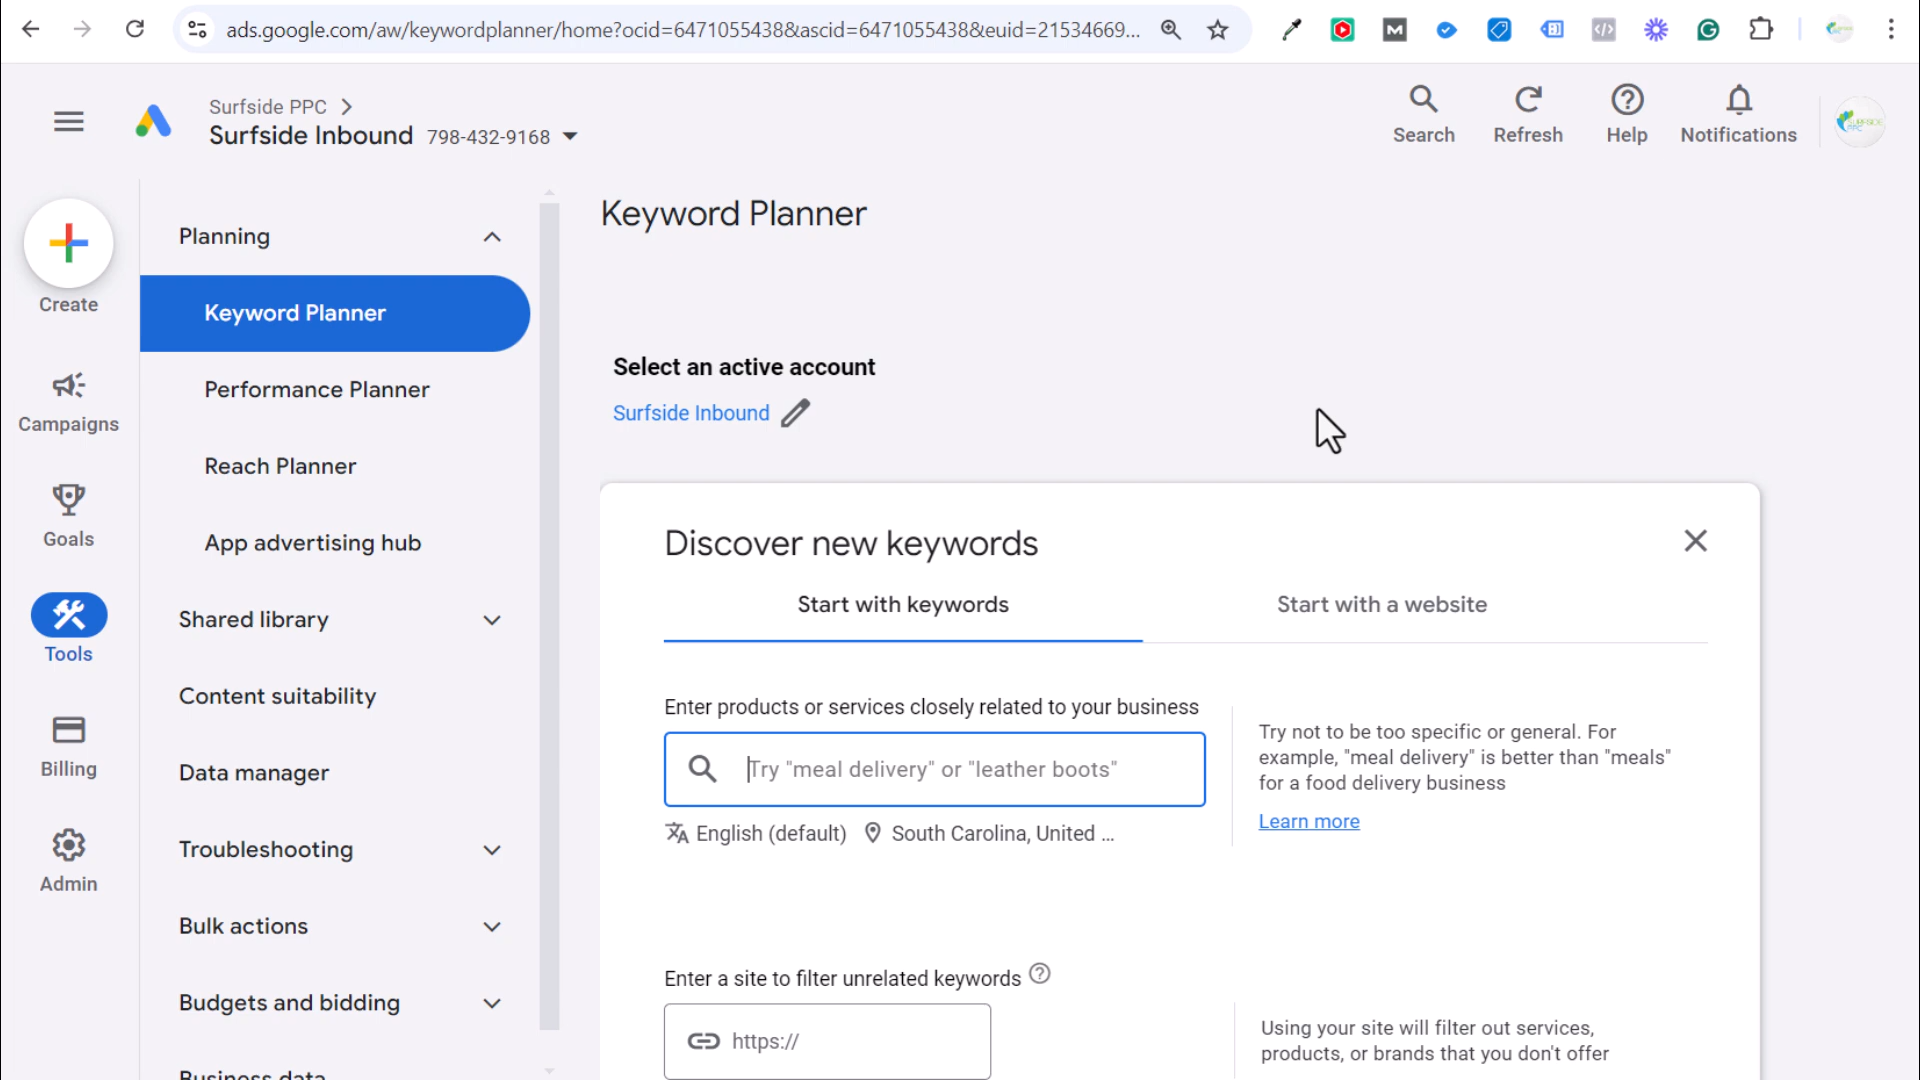 ads.google.com/aw/keywordplanner/home?ocid=6471055438&ascid=6471055438&euid=21534669...
Surfside PPC
Surfside Inbound 798-432-9168
Search
Refresh
Help
Notifications
Create
Campaigns
Goals
Tools
Billing
Admin
Planning
Keyword Planner
Performance Planner
Reach Planner
App advertising hub
Shared library
Content suitability
Data manager
Troubleshooting
Bulk actions
Budgets and bidding
Business data
Keyword Planner
Select an active account
Surfside Inbound
Discover new keywords
Start with keywords
Start with a website
Enter products or services closely related to your business
Try "meal delivery" or "leather boots"
English (default) South Carolina, United ...
Try not to be too specific or general. For
example, "meal delivery" is better than "meals"
for a food delivery business
Learn more
Enter a site to filter unrelated keywords
https://
Using your site will filter out services,
products, or brands that you don't offer